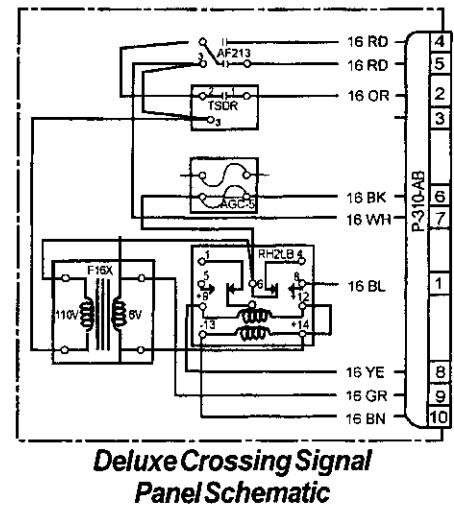 16 RD 4
AF213
3 16 RD 5
2 1 16 OR 2
TSDR
3 3
P-310-AB
AGC-5 16 BK 6
16 WH 7
1 RH2LB 4
F16X 5 6 8 16 BL 1
110V 6V +9 12
-13 +14
16 YE 8
16 GR 9
16 BN 10
Deluxe Crossing Signal
Panel Schematic